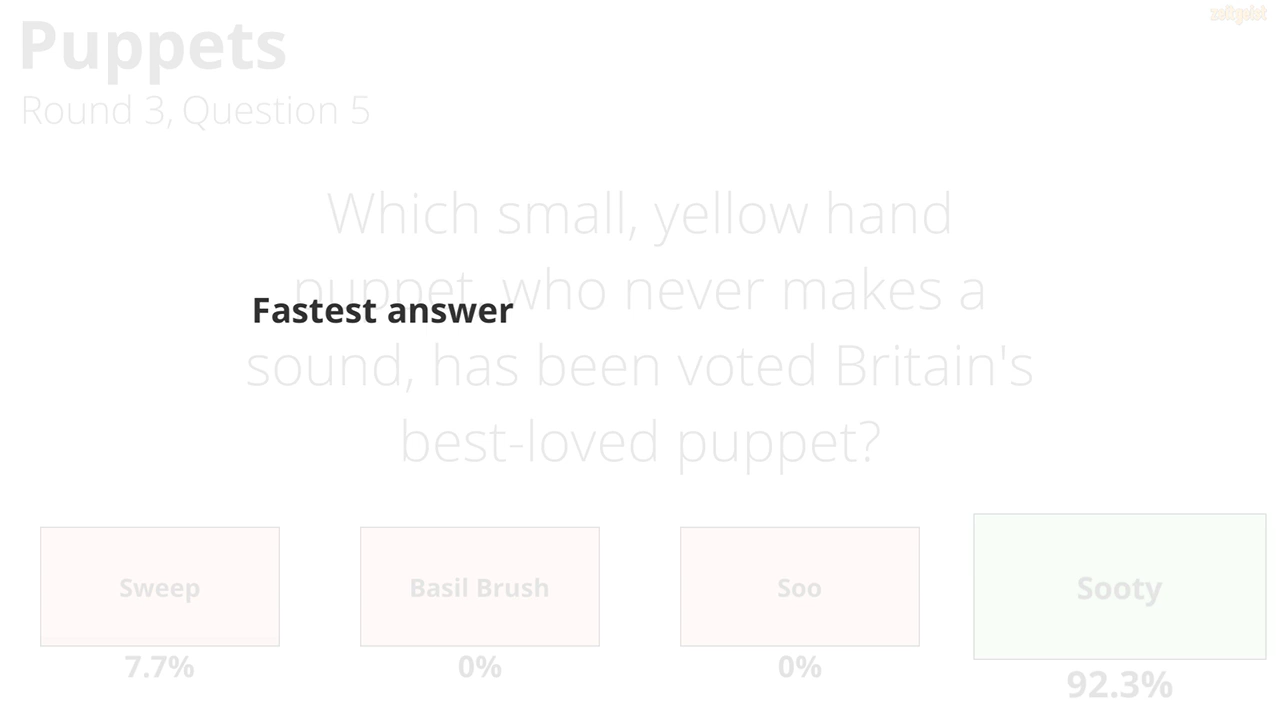 zeitgeist
Puppets
Round 3, Question 5
Which small, yellow hand
puppet, who never makes a
Fastest answer
sound, has been voted Britain's
best-loved puppet?
Sweep
Basil Brush
Soo
Sooty
7.7%
0%
0%
92.3%